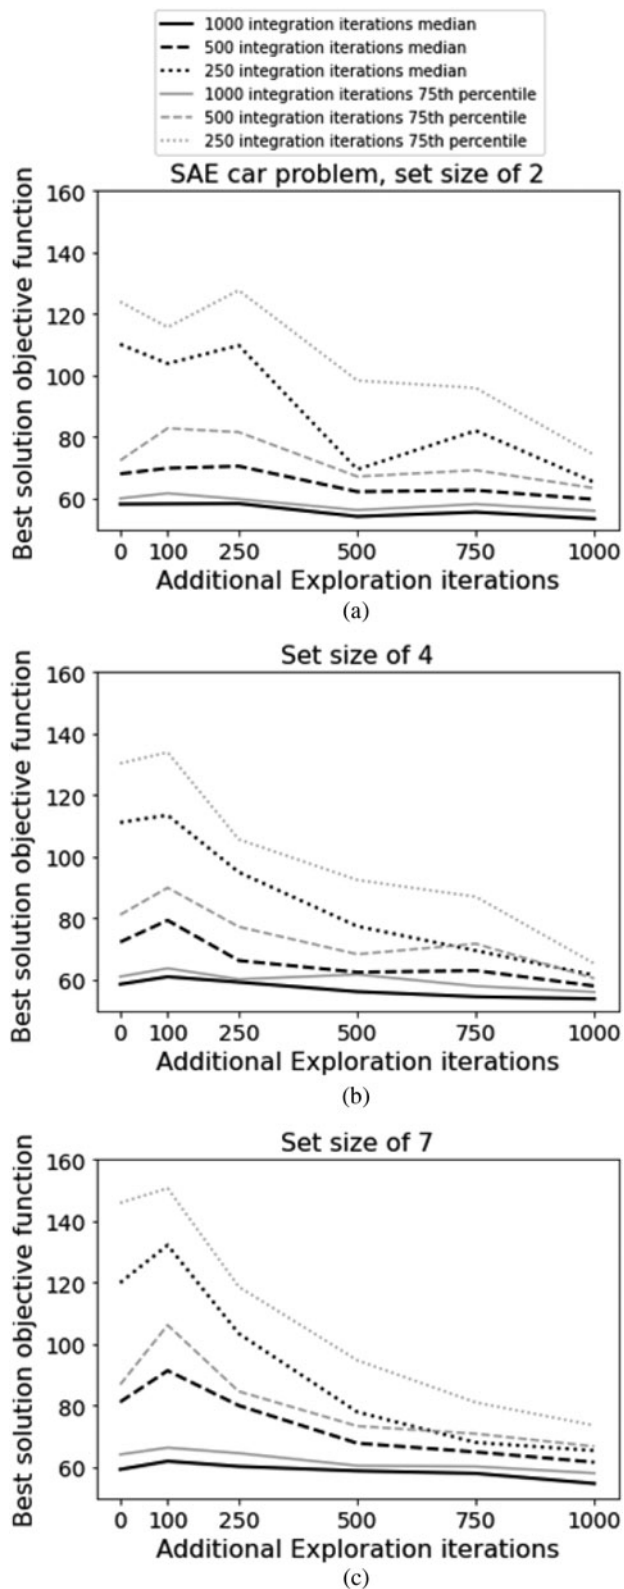 1000 integration iterations median
500 integration iterations median
250 integration iterations median
1000 integration iterations 75th percentile
500 integration iterations 75th percentile
250 integration iterations 75th percentile
SAE car problem, set size of 2
Best solution objective function
160
140
120
100
80
60
0 100 250 500 750 1000
Additional Exploration iterations
(a)
Set size of 4
Best solution objective function
160
140
120
100
80
60
0 100 250 500 750 1000
Additional Exploration iterations
(b)
Set size of 7
Best solution objective function
160
140
120
100
80
60
0 100 250 500 750 1000
Additional Exploration iterations
(c)